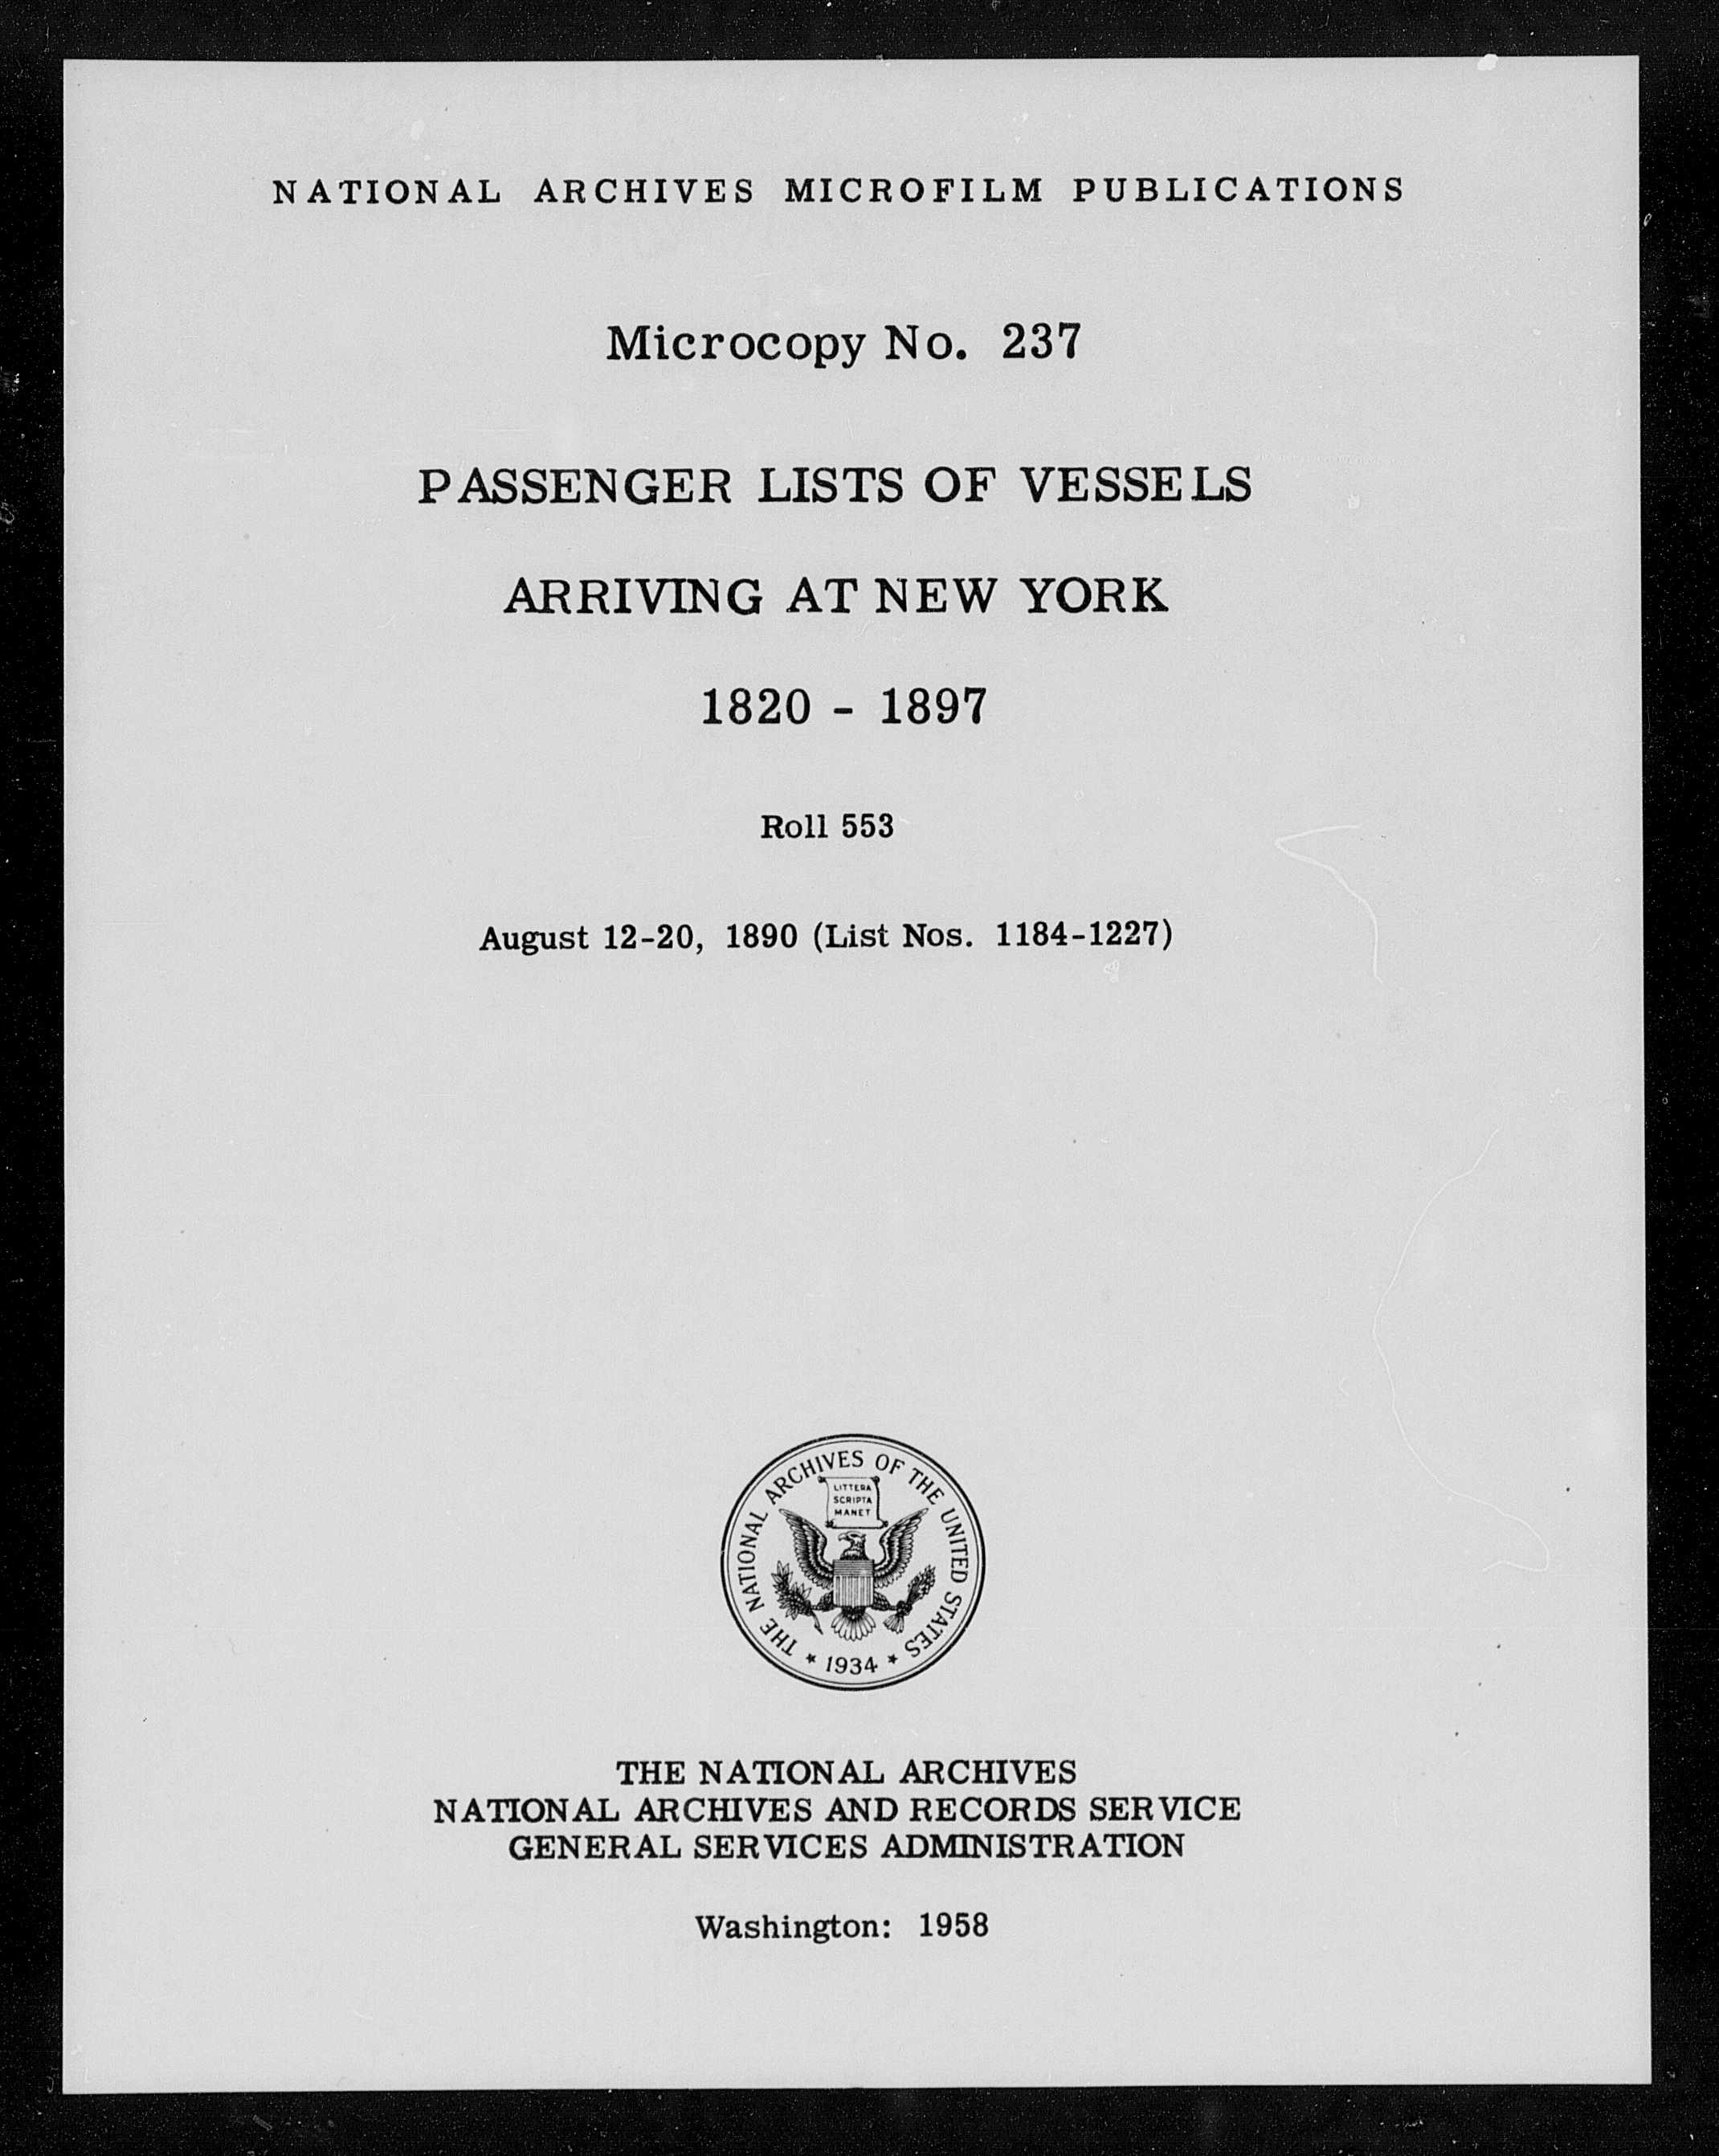 NATIONAL ARCHIVES MICROFILM PUBLICATIONS
Microcopy No. 237
PASSENGER LISTS OF VESSELS
ARRIVING AT NEW YORK
1820 - 1897
Roll 553
August 12-20, 1890 (List Nos. 1184-1227)
THE NATIONAL ARCHIVES OF THE UNITED STATES
LITTERA
SCRIPTA
MANET
* 1934 *
THE NATIONAL ARCHIVES
NATIONAL ARCHIVES AND RECORDS SERVICE
GENERAL SERVICES ADMINISTRATION
Washington: 1958